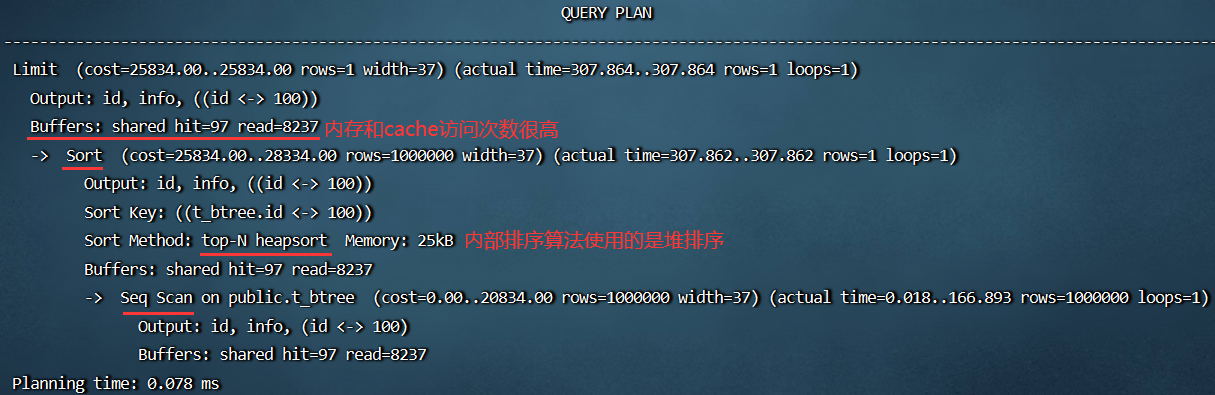 QUERY PLAN
--------------------------------------------------------------------------------------------------------------------------------------
Limit (cost=25834.00..25834.00 rows=1 width=37) (actual time=307.864..307.864 rows=1 loops=1)
Output: id, info, ((id <-> 100))
Buffers: shared hit=97 read=8237 内存和cache访问次数很高
-> Sort (cost=25834.00..28334.00 rows=1000000 width=37) (actual time=307.862..307.862 rows=1 loops=1)
Output: id, info, ((id <-> 100))
Sort Key: ((t_btree.id <-> 100))
Sort Method: top-N heapsort Memory: 25kB 内部排序算法使用的是堆排序
Buffers: shared hit=97 read=8237
-> Seq Scan on public.t_btree (cost=0.00..20834.00 rows=1000000 width=37) (actual time=0.018..166.893 rows=1000000 loops=1)
Output: id, info, (id <-> 100)
Buffers: shared hit=97 read=8237
Planning time: 0.078 ms